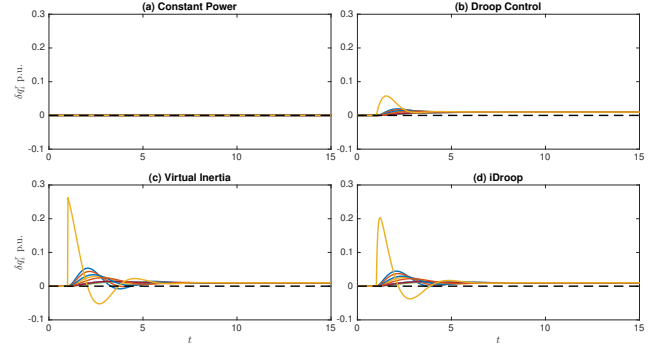 (a) Constant Power
(b) Droop Control
0.3
0.2
0.1
0
-0.1
δq_i^r p.u.
0 5 10 15
0.3
0.2
0.1
0
-0.1
0 5 10 15
(c) Virtual Inertia
(d) iDroop
0.3
0.2
0.1
0
-0.1
δq_i^r p.u.
0 5 10 15
t
0.3
0.2
0.1
0
-0.1
0 5 10 15
t